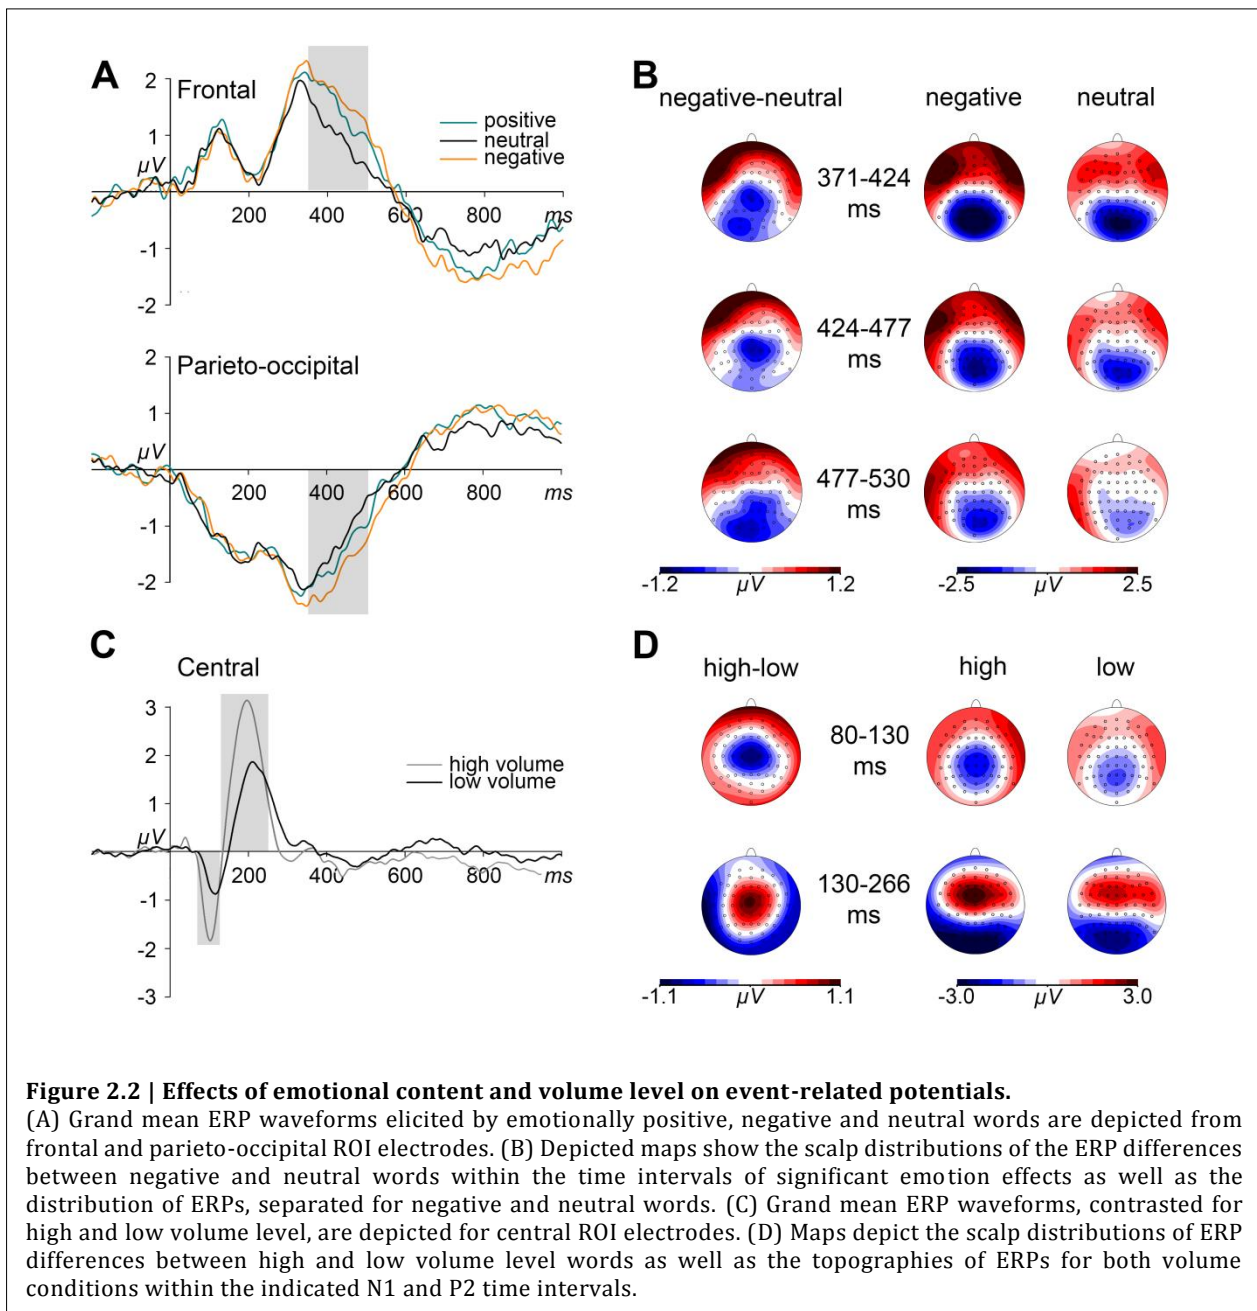 A
Frontal
2
1
µV
-1
-2
200
400
600
800
ms
positive
neutral
negative
Parieto-occipital
2
1
µV
-1
-2
200
400
600
800
ms
B
negative-neutral
negative
neutral
371-424
ms
424-477
ms
477-530
ms
-1.2
µV
1.2
-2.5
µV
2.5
C
Central
3
2
1
µV
-1
-2
-3
200
400
600
800
ms
high volume
low volume
D
high-low
high
low
80-130
ms
130-266
ms
-1.1
µV
1.1
-3.0
µV
3.0
Figure 2.2 | Effects of emotional content and volume level on event-related potentials.
(A) Grand mean ERP waveforms elicited by emotionally positive, negative and neutral words are depicted from
frontal and parieto-occipital ROI electrodes. (B) Depicted maps show the scalp distributions of the ERP differences
between negative and neutral words within the time intervals of significant emotion effects as well as the
distribution of ERPs, separated for negative and neutral words. (C) Grand mean ERP waveforms, contrasted for
high and low volume level, are depicted for central ROI electrodes. (D) Maps depict the scalp distributions of ERP
differences between high and low volume level words as well as the topographies of ERPs for both volume
conditions within the indicated N1 and P2 time intervals.